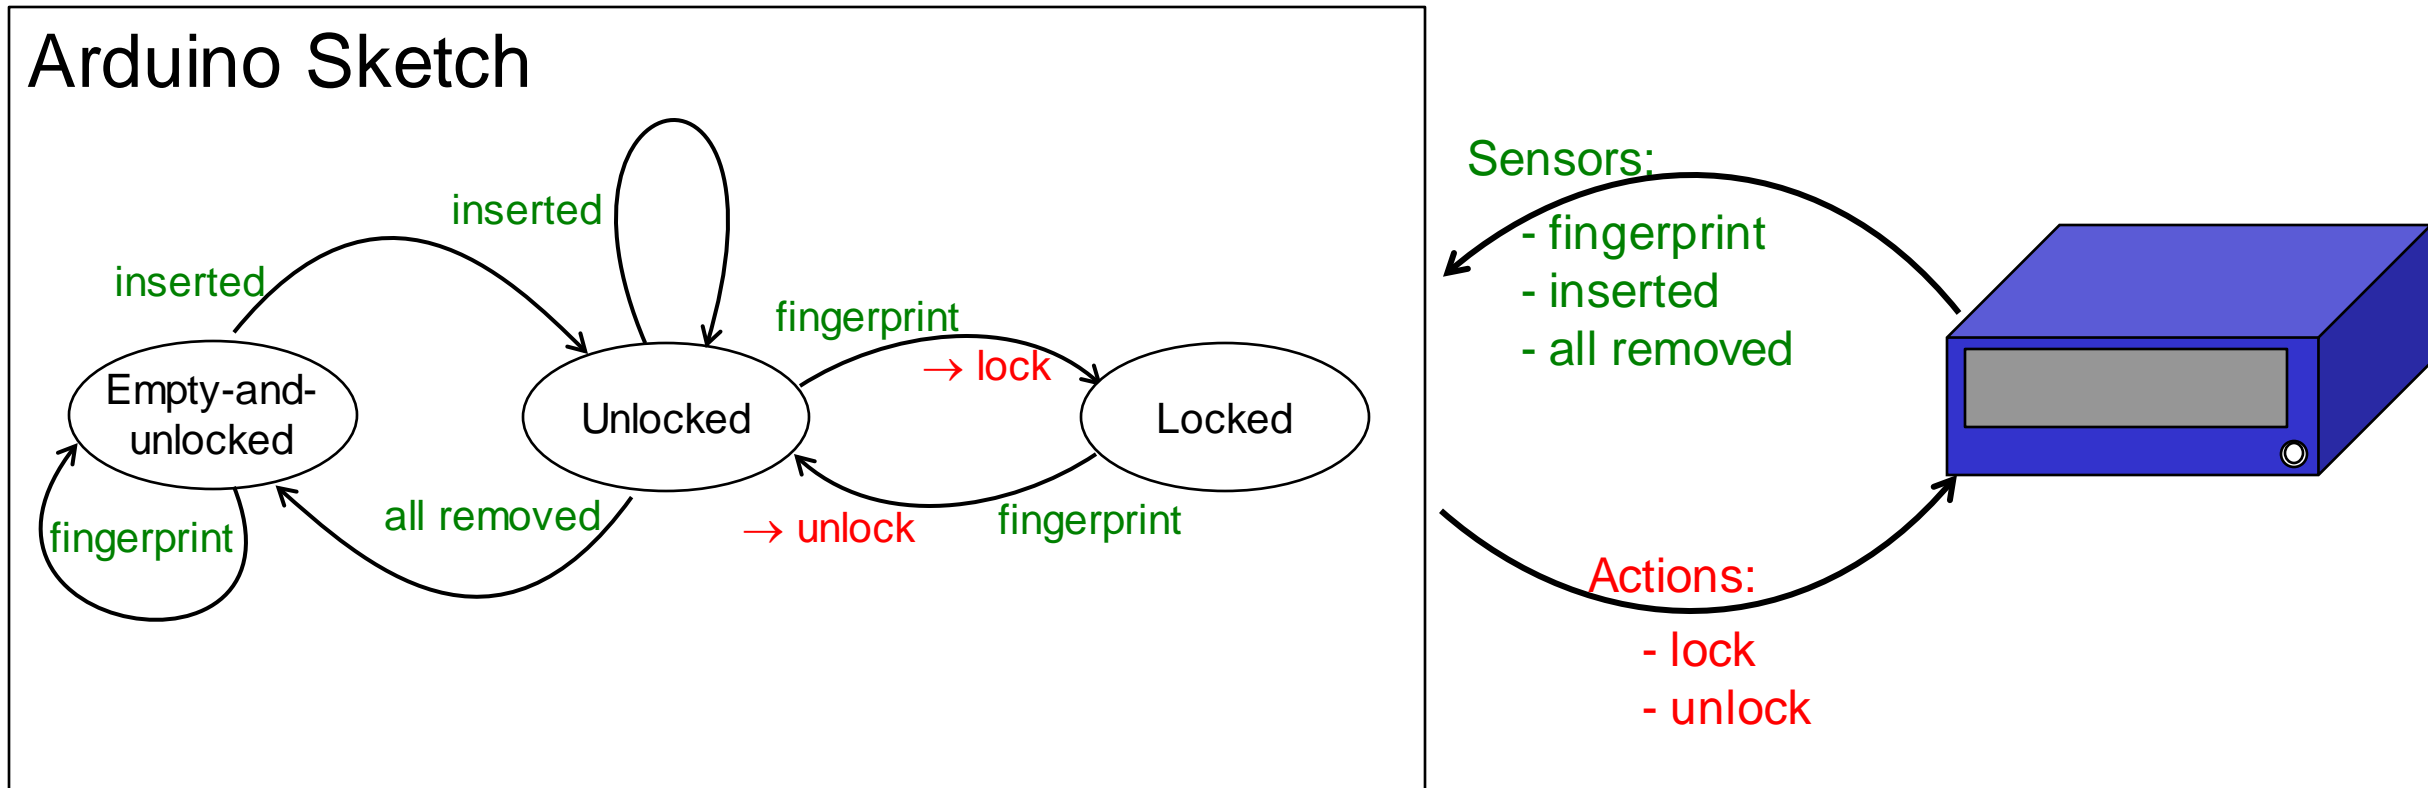 Arduino Sketch
inserted
inserted
fingerprint
→ lock
Empty-and-
unlocked
Unlocked
Locked
fingerprint
all removed
→ unlock
fingerprint
Sensors:
- fingerprint
- inserted
- all removed
Actions:
- lock
- unlock